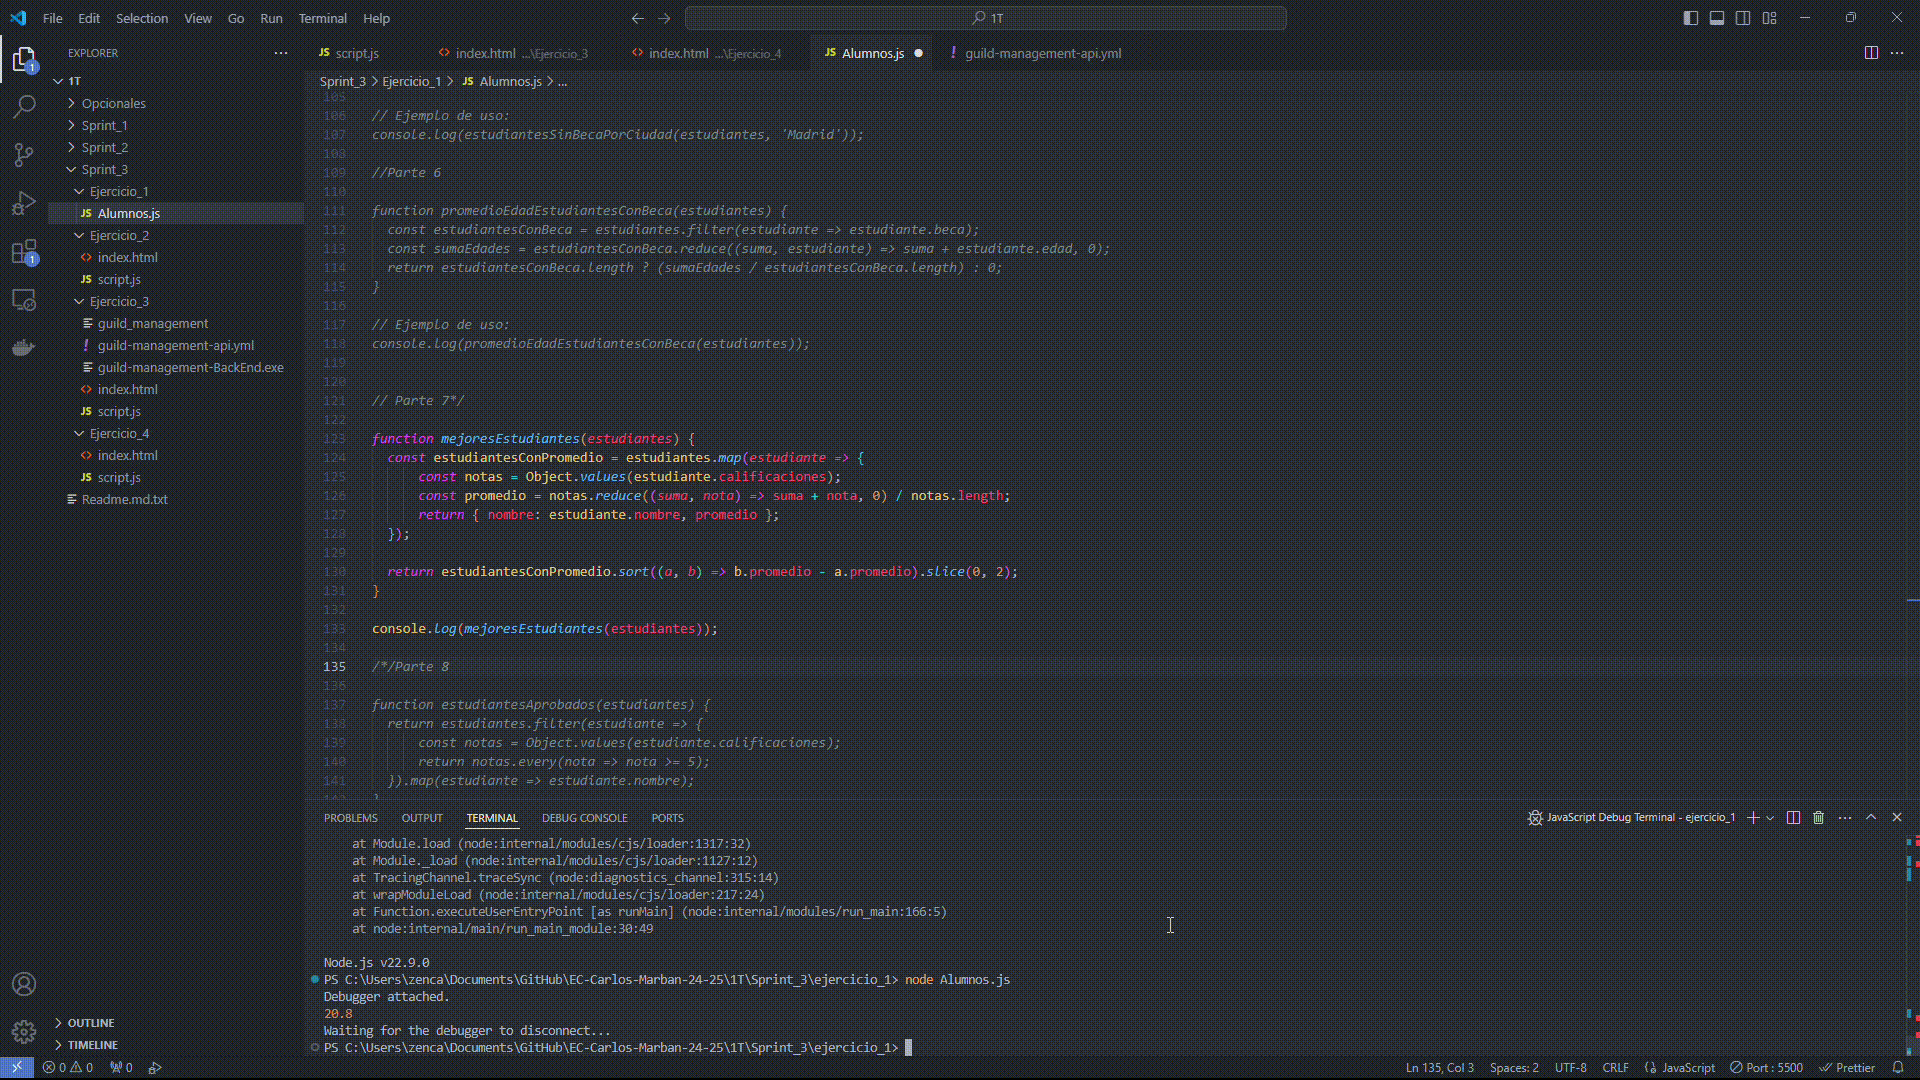 File Edit Selection View Go Run Terminal Help
1T
EXPLORER
1T
Opcionales
Sprint_1
Sprint_2
Sprint_3
Ejercicio_1
JS Alumnos.js
Ejercicio_2
<> index.html
JS script.js
Ejercicio_3
guild_management
! guild-management-api.yml
guild-management-BackEnd.exe
<> index.html
JS script.js
Ejercicio_4
<> index.html
JS script.js
Readme.md.txt
OUTLINE
TIMELINE
1
1
JS script.js <> index.html ...\Ejercicio_3 <> index.html ...\Ejercicio_4 JS Alumnos.js ! guild-management-api.yml
Sprint_3 > Ejercicio_1 > JS Alumnos.js > ...
105
106 // Ejemplo de uso:
107 console.log(estudiantesSinBecaPorCiudad(estudiantes, 'Madrid'));
108
109 //Parte 6
110
111 function promedioEdadEstudiantesConBeca(estudiantes) {
112 const estudiantesConBeca = estudiantes.filter(estudiante => estudiante.beca);
113 const sumaEdades = estudiantesConBeca.reduce((suma, estudiante) => suma + estudiante.edad, 0);
114 return estudiantesConBeca.length ? (sumaEdades / estudiantesConBeca.length) : 0;
115 }
116
117 // Ejemplo de uso:
118 console.log(promedioEdadEstudiantesConBeca(estudiantes));
119
120
121 // Parte 7*/
122
123 function mejoresEstudiantes(estudiantes) {
124 const estudiantesConPromedio = estudiantes.map(estudiante => {
125 const notas = Object.values(estudiante.calificaciones);
126 const promedio = notas.reduce((suma, nota) => suma + nota, 0) / notas.length;
127 return { nombre: estudiante.nombre, promedio };
128 });
129
130 return estudiantesConPromedio.sort((a, b) => b.promedio - a.promedio).slice(0, 2);
131 }
132
133 console.log(mejoresEstudiantes(estudiantes));
134
135 /*/Parte 8
136
137 function estudiantesAprobados(estudiantes) {
138 return estudiantes.filter(estudiante => {
139 const notas = Object.values(estudiante.calificaciones);
140 return notas.every(nota => nota >= 5);
141 }).map(estudiante => estudiante.nombre);
PROBLEMS OUTPUT TERMINAL DEBUG CONSOLE PORTS
JavaScript Debug Terminal - ejercicio_1
at Module.load (node:internal/modules/cjs/loader:1317:32)
at Module._load (node:internal/modules/cjs/loader:1127:12)
at TracingChannel.traceSync (node:diagnostics_channel:315:14)
at wrapModuleLoad (node:internal/modules/cjs/loader:217:24)
at Function.executeUserEntryPoint [as runMain] (node:internal/modules/run_main:166:5)
at node:internal/main/run_main_module:30:49
Node.js v22.9.0
PS C:\Users\zenca\Documents\GitHub\EC-Carlos-Marban-24-25\1T\Sprint_3\ejercicio_1> node Alumnos.js
Debugger attached.
20.8
Waiting for the debugger to disconnect...
PS C:\Users\zenca\Documents\GitHub\EC-Carlos-Marban-24-25\1T\Sprint_3\ejercicio_1>
0 0 0
Ln 135, Col 3 Spaces: 2 UTF-8 CRLF {} JavaScript Port : 5500 Prettier